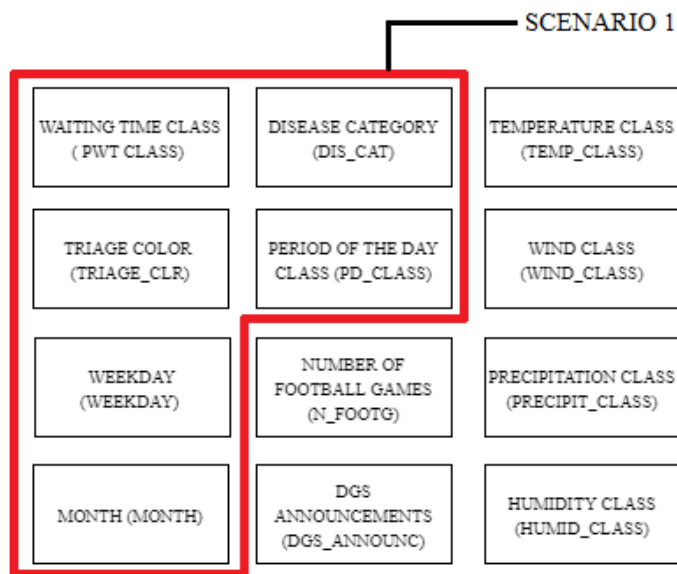 SCENARIO 1
WAITING TIME CLASS
( PWT CLASS)
DISEASE CATEGORY
(DIS_CAT)
TEMPERATURE CLASS
(TEMP_CLASS)
TRIAGE COLOR
(TRIAGE_CLR)
PERIOD OF THE DAY
CLASS (PD_CLASS)
WIND CLASS
(WIND_CLASS)
WEEKDAY
(WEEKDAY)
NUMBER OF
FOOTBALL GAMES
(N_FOOTG)
PRECIPITATION CLASS
(PRECIPIT_CLASS)
MONTH (MONTH)
DGS
ANNOUNCEMENTS
(DGS_ANNOUNC)
HUMIDITY CLASS
(HUMID_CLASS)